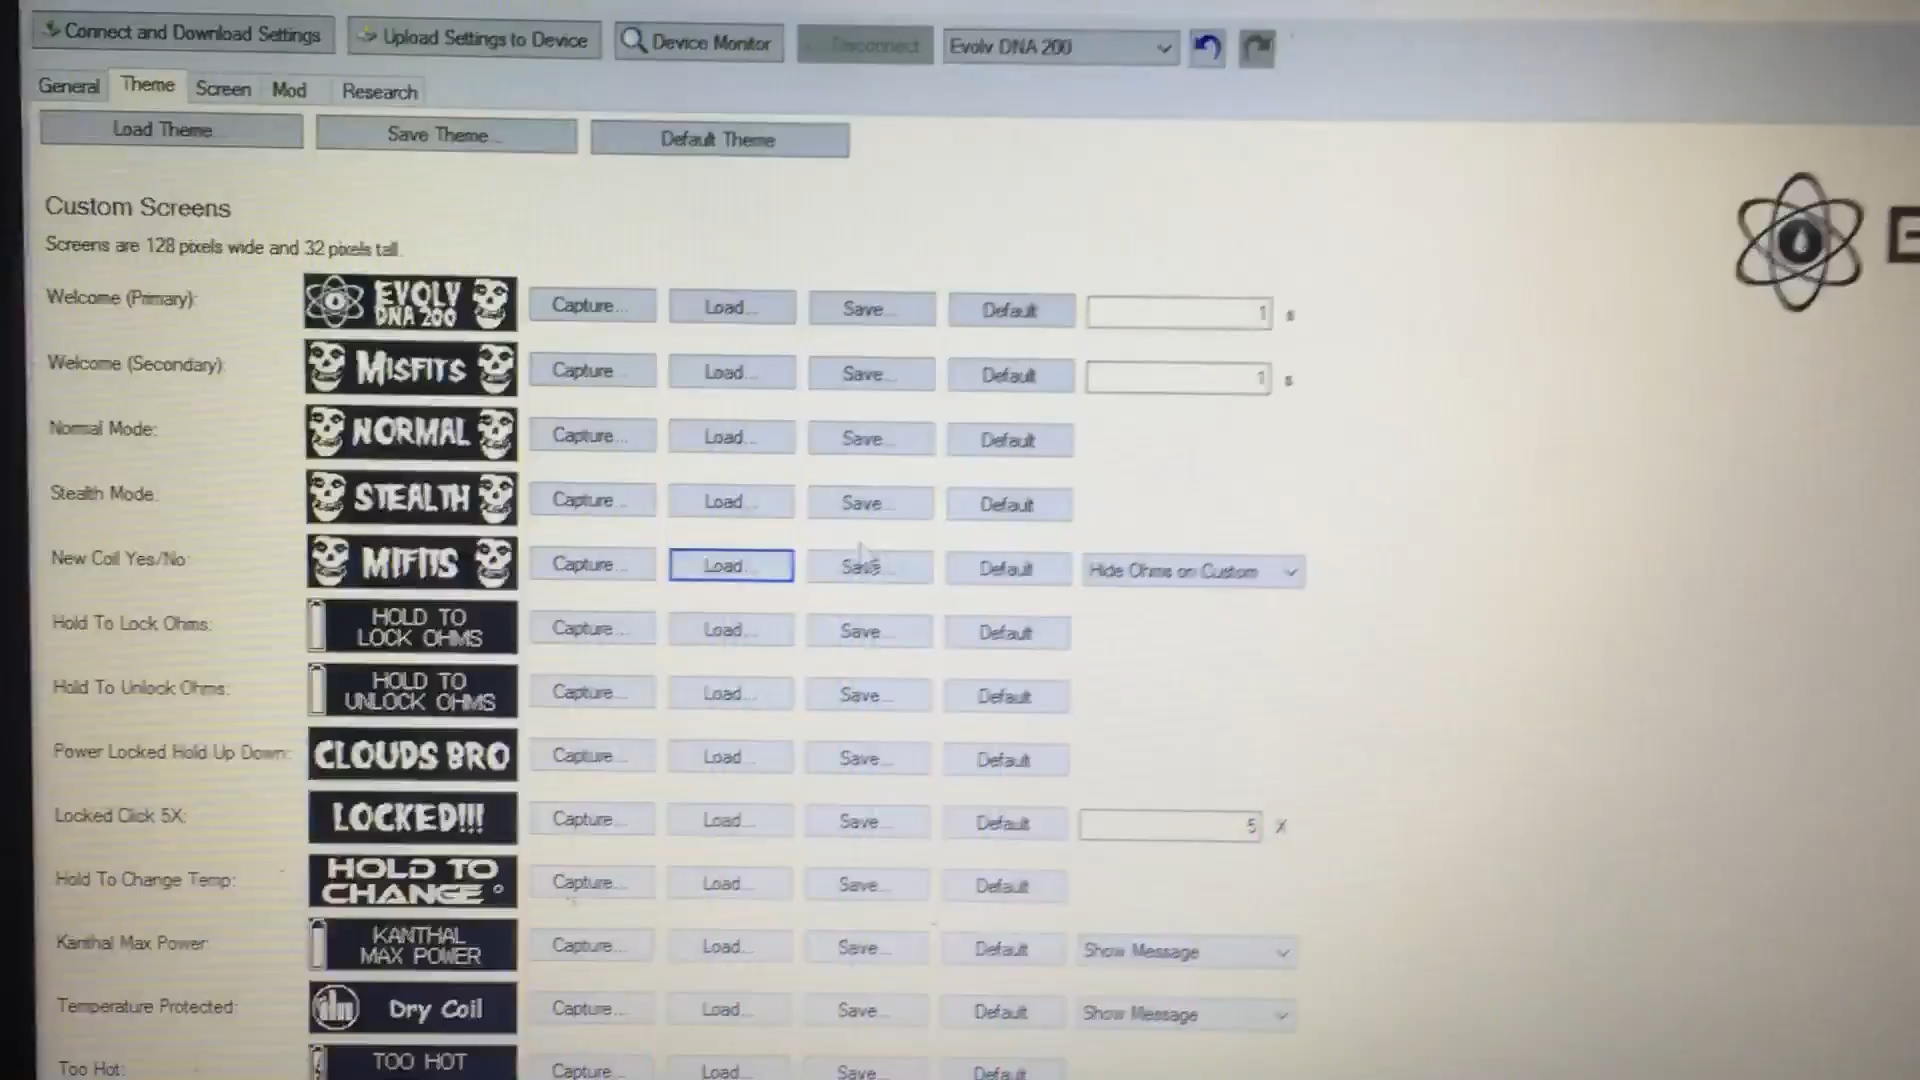 Connect and Download Settings Upload Settings to Device Device Monitor Disconnect Evolv DNA 200
General Theme Screen Mod Research
Load Theme... Save Theme... Default Theme
Custom Screens
Screens are 128 pixels wide and 32 pixels tall.
Welcome (Primary): EVOLV DNA 200 Capture... Load... Save... Default 1 s
Welcome (Secondary): MISFITS Capture... Load... Save... Default 1 s
Normal Mode: NORMAL Capture... Load... Save... Default
Stealth Mode: STEALTH Capture... Load... Save... Default
New Coil Yes/No: MIFITS Capture... Load... Save... Default Hide Ohms on Custom
Hold To Lock Ohms: HOLD TO LOCK OHMS Capture... Load... Save... Default
Hold To Unlock Ohms: HOLD TO UNLOCK OHMS Capture... Load... Save... Default
Power Locked Hold Up Down: CLOUDS BRO Capture... Load... Save... Default
Locked Click 5X: LOCKED!!! Capture... Load... Save... Default 5 X
Hold To Change Temp: HOLD TO CHANGE ° Capture... Load... Save... Default
Kanthal Max Power: KANTHAL MAX POWER Capture... Load... Save... Default Show Message
Temperature Protected: Dry Coil Capture... Load... Save... Default Show Message
Too Hot: TOO HOT Capture... Load... Save... Default